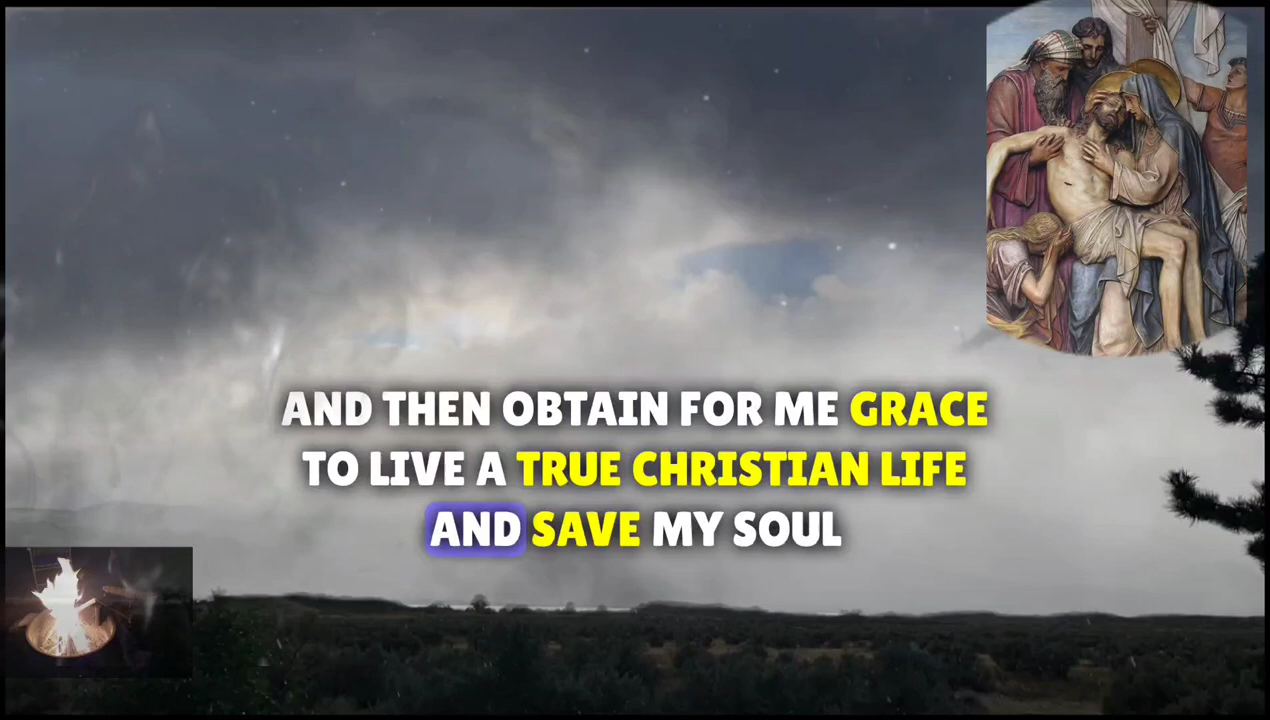 AND THEN OBTAIN FOR ME GRACE
TO LIVE A TRUE CHRISTIAN LIFE
AND SAVE MY SOUL